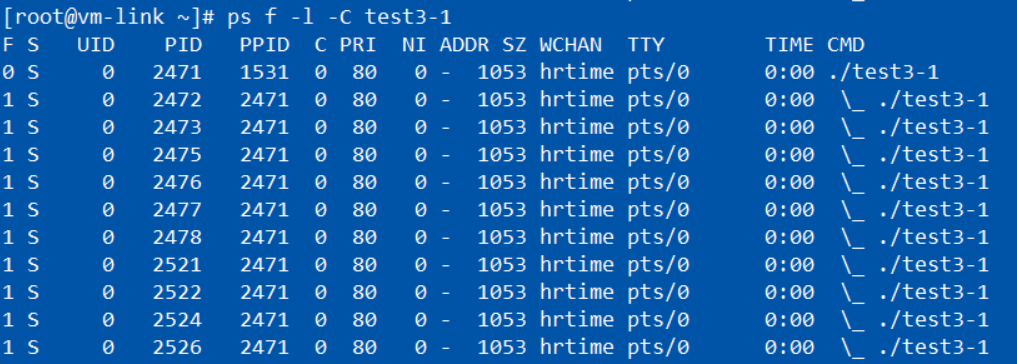 [root@vm-link ~]# ps f -l -C test3-1
F S   UID   PID  PPID  C PRI  NI ADDR SZ WCHAN  TTY        TIME CMD
0 S     0  2471  1531  0  80   0 -  1053 hrtime pts/0      0:00 ./test3-1
1 S     0  2472  2471  0  80   0 -  1053 hrtime pts/0      0:00  \_ ./test3-1
1 S     0  2473  2471  0  80   0 -  1053 hrtime pts/0      0:00  \_ ./test3-1
1 S     0  2475  2471  0  80   0 -  1053 hrtime pts/0      0:00  \_ ./test3-1
1 S     0  2476  2471  0  80   0 -  1053 hrtime pts/0      0:00  \_ ./test3-1
1 S     0  2477  2471  0  80   0 -  1053 hrtime pts/0      0:00  \_ ./test3-1
1 S     0  2478  2471  0  80   0 -  1053 hrtime pts/0      0:00  \_ ./test3-1
1 S     0  2521  2471  0  80   0 -  1053 hrtime pts/0      0:00  \_ ./test3-1
1 S     0  2522  2471  0  80   0 -  1053 hrtime pts/0      0:00  \_ ./test3-1
1 S     0  2524  2471  0  80   0 -  1053 hrtime pts/0      0:00  \_ ./test3-1
1 S     0  2526  2471  0  80   0 -  1053 hrtime pts/0      0:00  \_ ./test3-1